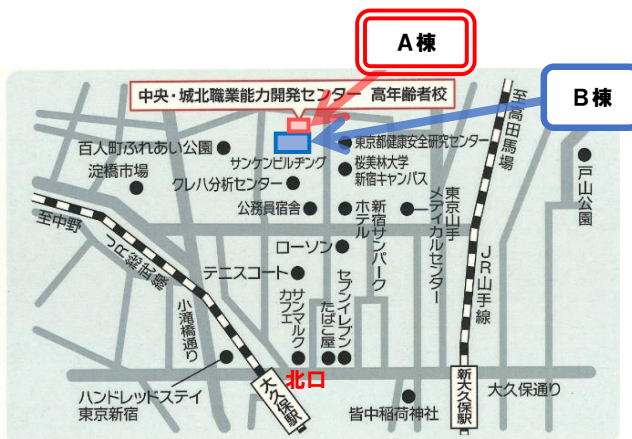 A棟
B棟
中央・城北職業能力開発センター 高年齢者校
至高田馬場
百人町ふれあい公園
サンケンビルヂング
東京都健康安全研究センター
淀橋市場
クレハ分析センター
桜美林大学
新宿キャンパス
戸山公園
至中野
公務員宿舎
新宿サンパーク
ホテル
東京山手
メディカルセンター
JR総武線
ローソン
JR山手線
テニスコート
小滝橋通り
サンマルク
カフェ
たばこ屋
セブンイレブン
北口
ハンドレッドステイ
東京新宿
大久保駅
皆中稲荷神社
新大久保駅
大久保通り